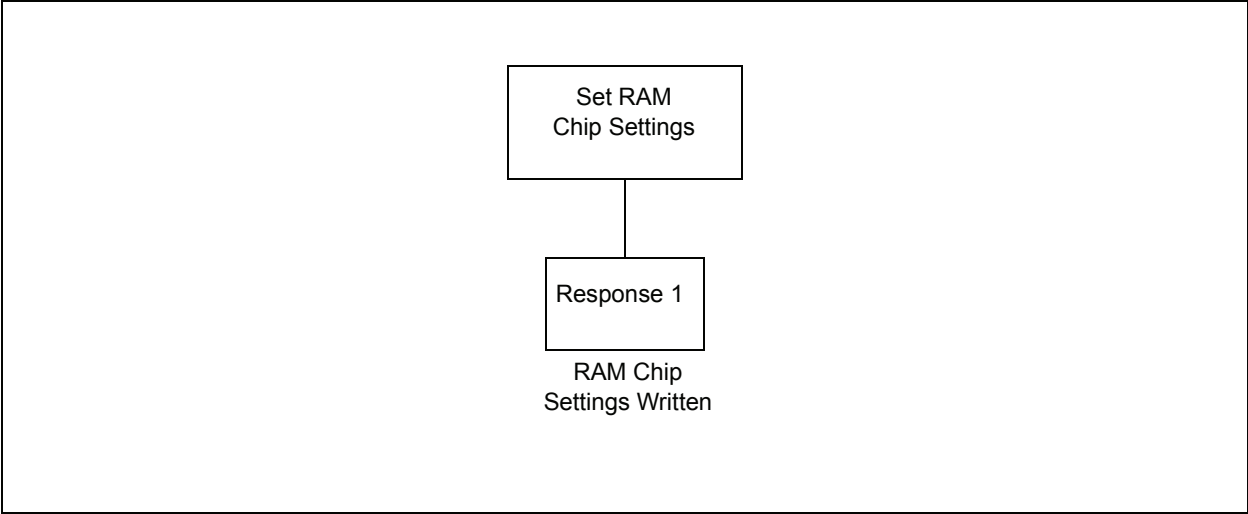 Set RAM
Chip Settings
Response 1
RAM Chip
Settings Written